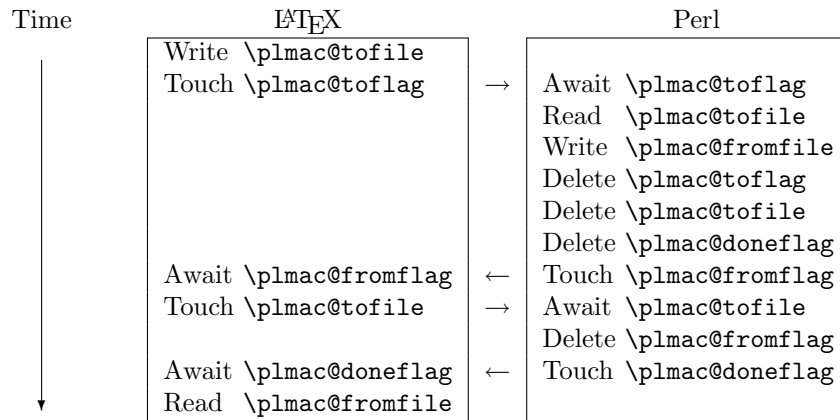 Time LATEX Perl
Write \plmac@tofile
Touch \plmac@toflag → Await \plmac@toflag
Read \plmac@tofile
Write \plmac@fromfile
Delete \plmac@toflag
Delete \plmac@tofile
Delete \plmac@doneflag
Await \plmac@fromflag ← Touch \plmac@fromflag
Touch \plmac@tofile → Await \plmac@tofile
Delete \plmac@fromflag
Await \plmac@doneflag ← Touch \plmac@doneflag
Read \plmac@fromfile